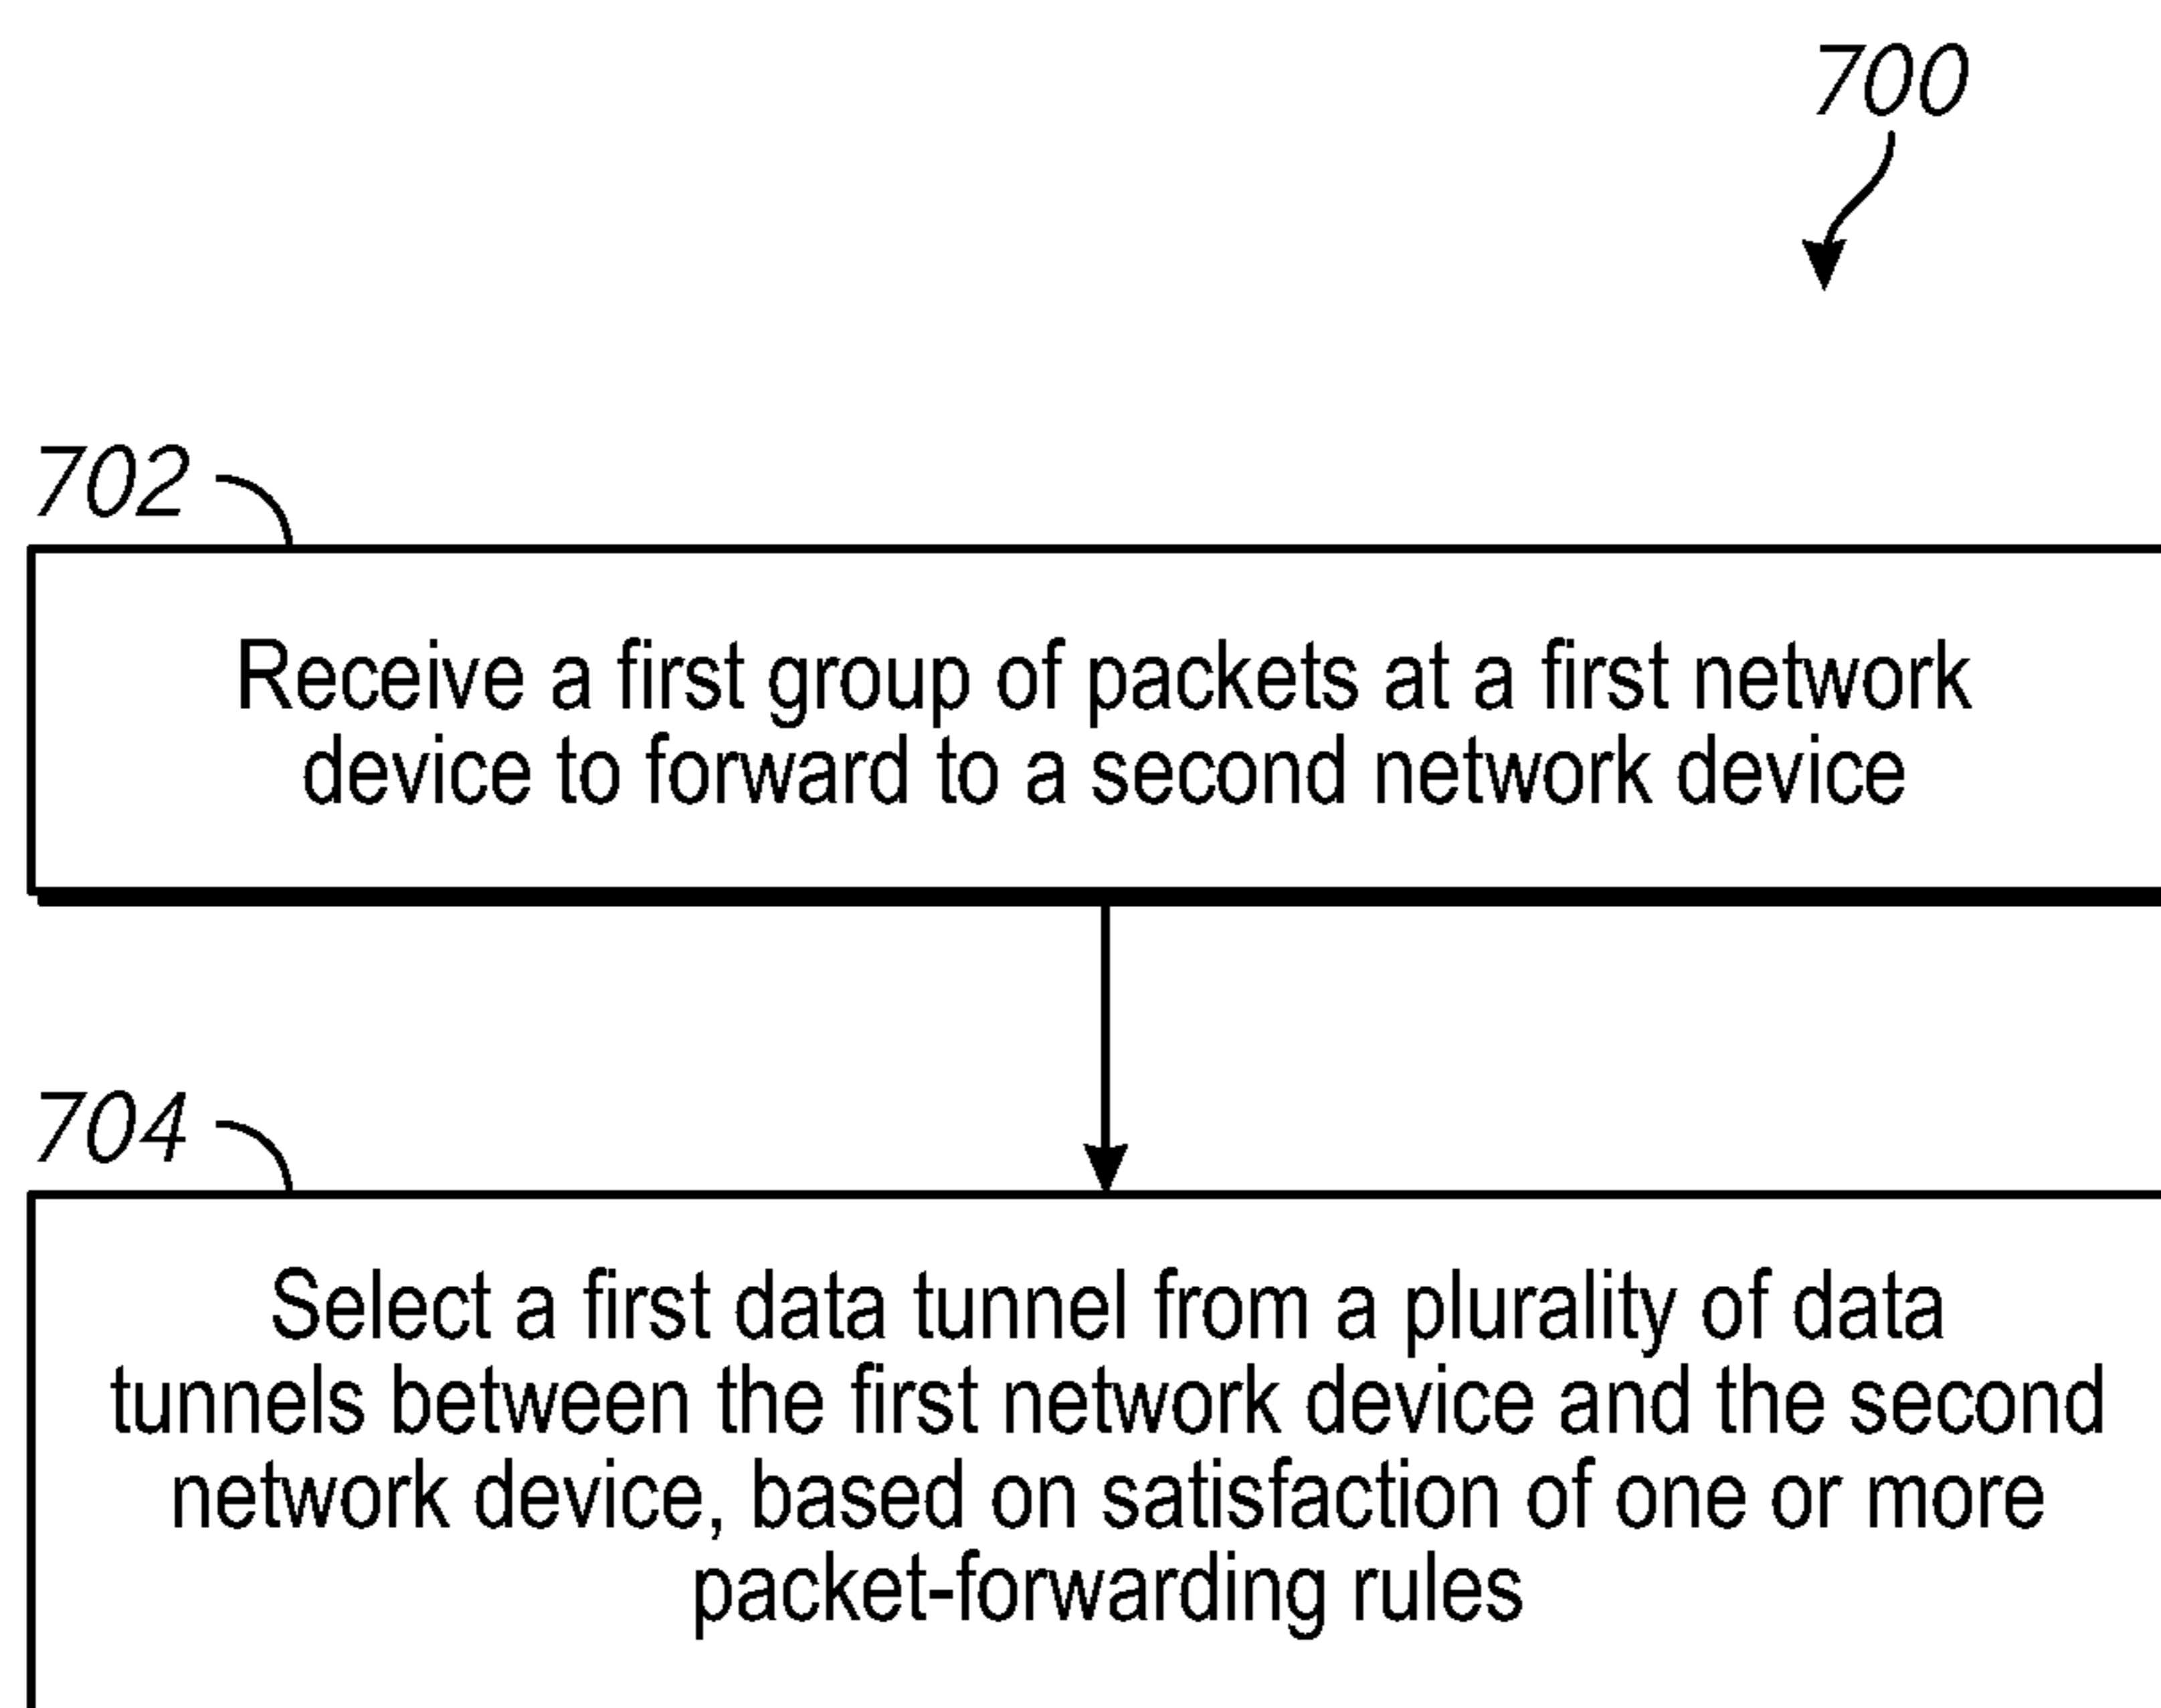 700
702
Receive a first group of packets at a first network
device to forward to a second network device
704
Select a first data tunnel from a plurality of data
tunnels between the first network device and the second
network device, based on satisfaction of one or more
packet-forwarding rules